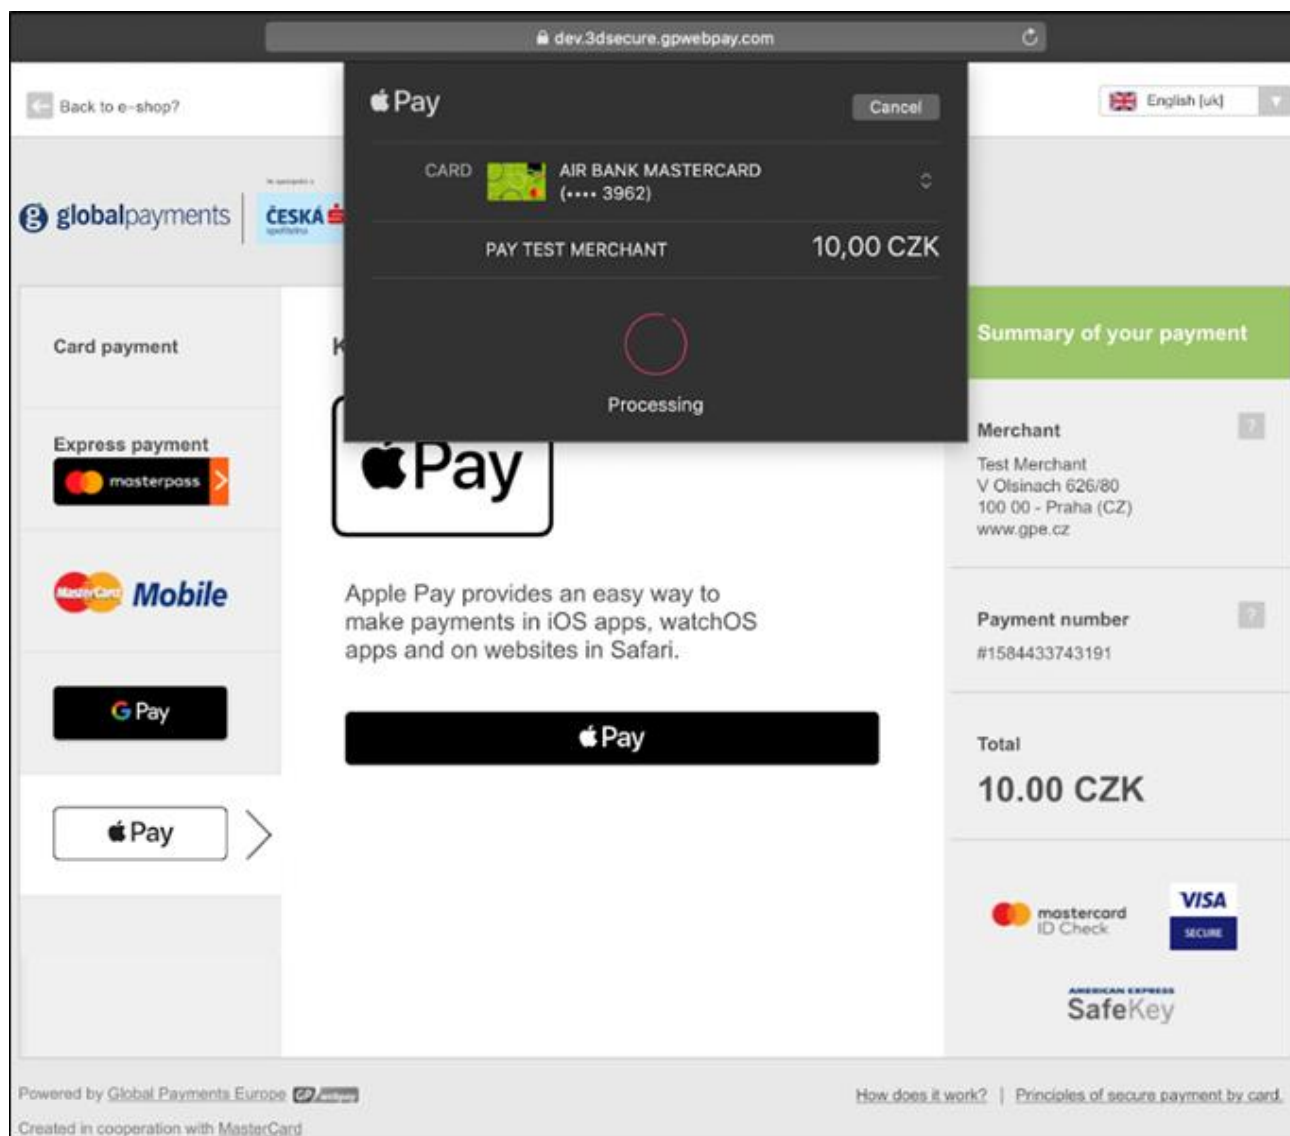 dev.3dsecure.gpwebpay.com
Back to e-shop?
Pay
Cancel
English [uk]
CARD
AIR BANK MASTERCARD
(•••• 3962)
PAY TEST MERCHANT
10,00 CZK
Processing
globalpayments
ČESKÁ
spořitelna
Card payment
K
Express payment
masterpass
MasterCard Mobile
G Pay
Pay
Pay
Apple Pay provides an easy way to
make payments in iOS apps, watchOS
apps and on websites in Safari.
Pay
Summary of your payment
Merchant
?
Test Merchant
V Olsinach 626/80
100 00 - Praha (CZ)
www.gpe.cz
Payment number
?
#1584433743191
Total
10.00 CZK
mastercard
ID Check
VISA
SECURE
AMERICAN EXPRESS
SafeKey
Powered by Global Payments Europe GP webpay
How does it work? | Principles of secure payment by card.
Created in cooperation with MasterCard